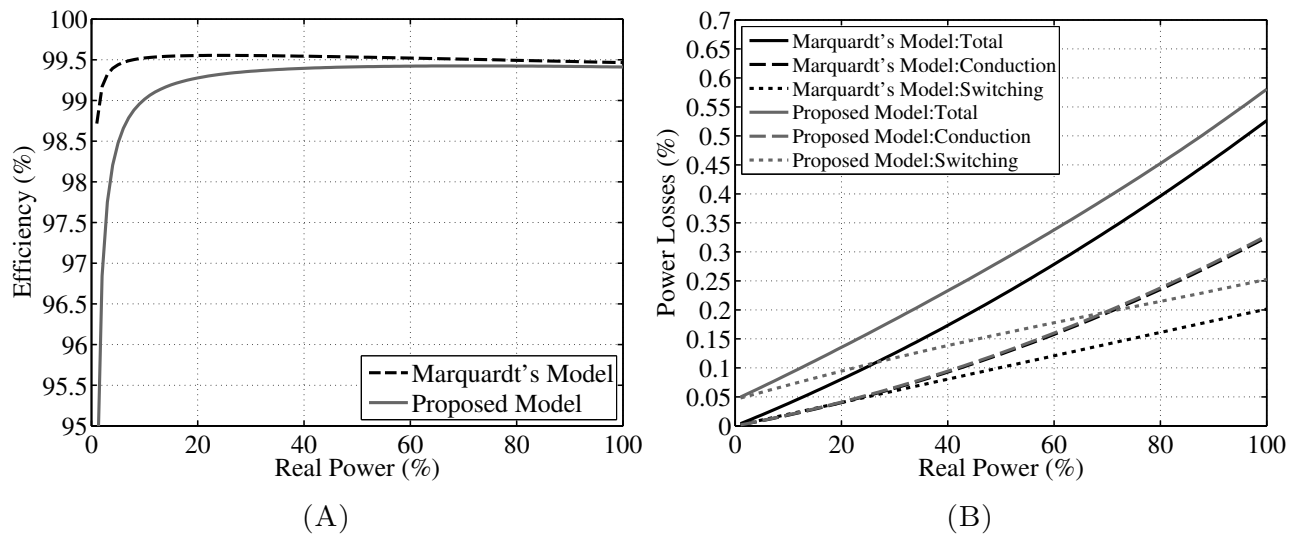 100
99.5
99
98.5
98
97.5
97
96.5
96
95.5
95
Efficiency (%)
0
20
40
60
80
100
Real Power (%)
Marquardt's Model
Proposed Model
(A)
0.7
0.65
0.6
0.55
0.5
0.45
0.4
0.35
0.3
0.25
0.2
0.15
0.1
0.05
0
Power Losses (%)
Marquardt's Model:Total
Marquardt's Model:Conduction
Marquardt's Model:Switching
Proposed Model:Total
Proposed Model:Conduction
Proposed Model:Switching
0
20
40
60
80
100
Real Power (%)
(B)